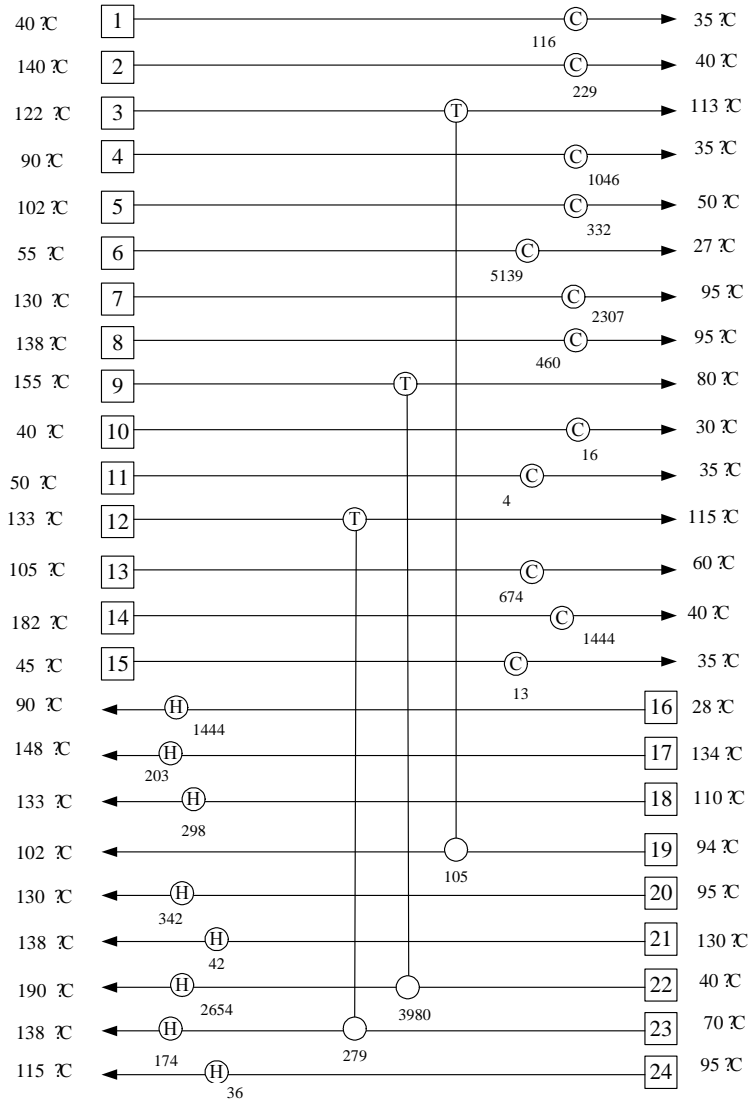 40 ?C 1 C 35 ?C
116
140 ?C 2 C 40 ?C
229
122 ?C 3 T 113 ?C
90 ?C 4 C 35 ?C
1046
102 ?C 5 C 50 ?C
332
55 ?C 6 C 27 ?C
5139
130 ?C 7 C 95 ?C
2307
138 ?C 8 C 95 ?C
460
155 ?C 9 T 80 ?C
40 ?C 10 C 30 ?C
16
50 ?C 11 C 35 ?C
4
133 ?C 12 T 115 ?C
105 ?C 13 C 60 ?C
674
182 ?C 14 C 40 ?C
1444
45 ?C 15 C 35 ?C
13
90 ?C H 16 28 ?C
1444
148 ?C H 17 134 ?C
203
133 ?C H 18 110 ?C
298
102 ?C 19 94 ?C
105
130 ?C H 20 95 ?C
342
138 ?C H 21 130 ?C
42
190 ?C H 22 40 ?C
2654 3980
138 ?C H 23 70 ?C
174 279
115 ?C H 24 95 ?C
36